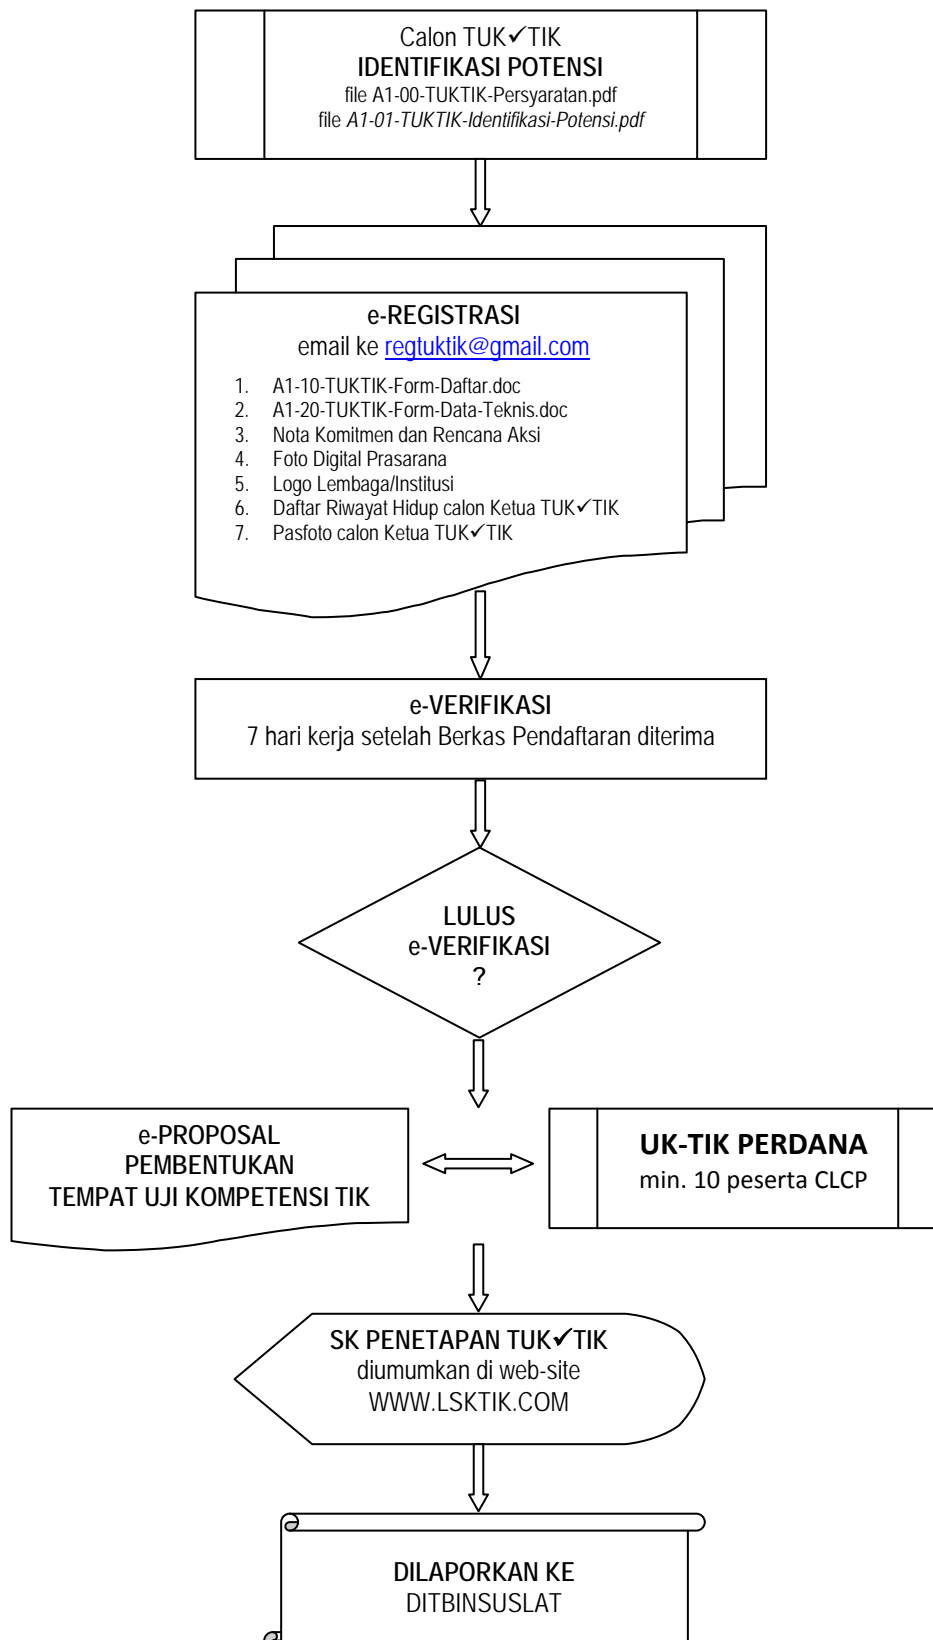 Calon TUK✓TIK
IDENTIFIKASI POTENSI
file A1-00-TUKTIK-Persyaratan.pdf
file A1-01-TUKTIK-Identifikasi-Potensi.pdf
e-REGISTRASI
email ke regtuktik@gmail.com
1. A1-10-TUKTIK-Form-Daftar.doc
2. A1-20-TUKTIK-Form-Data-Teknis.doc
3. Nota Komitmen dan Rencana Aksi
4. Foto Digital Prasarana
5. Logo Lembaga/Institusi
6. Daftar Riwayat Hidup calon Ketua TUK✓TIK
7. Pasfoto calon Ketua TUK✓TIK
e-VERIFIKASI
7 hari kerja setelah Berkas Pendaftaran diterima
LULUS
e-VERIFIKASI
?
e-PROPOSAL
PEMBENTUKAN
TEMPAT UJI KOMPETENSI TIK
UK-TIK PERDANA
min. 10 peserta CLCP
SK PENETAPAN TUK✓TIK
diumumkan di web-site
WWW.LSKTIK.COM
DILAPORKAN KE
DITBINSUSLAT